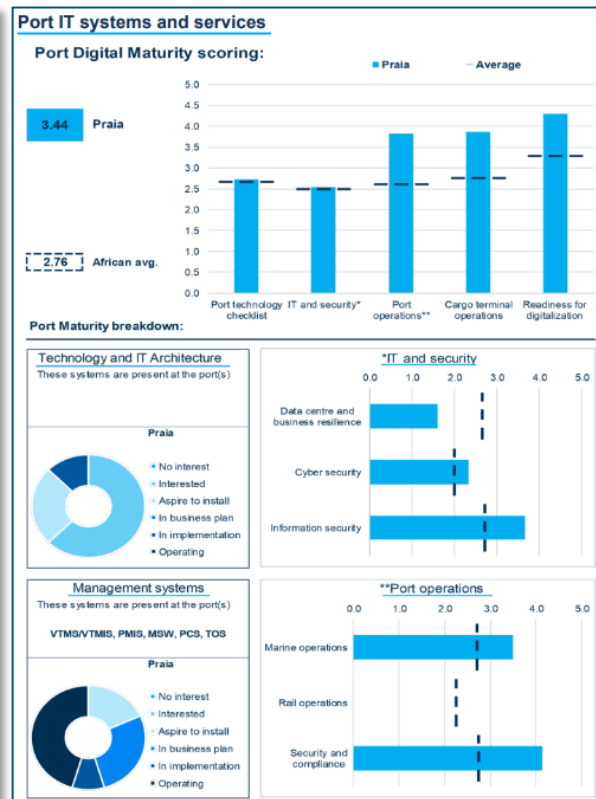 Port IT systems and services
Port Digital Maturity scoring:
Praia
Average
3.44 Praia
2.76 African avg.
5.0
4.5
4.0
3.5
3.0
2.5
2.0
1.5
1.0
0.5
0.0
Port technology checklist
IT and security*
Port operations**
Cargo terminal operations
Readiness for digitalization
Port Maturity breakdown:
Technology and IT Architecture
These systems are present at the port(s)
Praia
No interest
Interested
Aspire to install
In business plan
In implementation
Operating
*IT and security
0.0 1.0 2.0 3.0 4.0 5.0
Data centre and
business resilience
Cyber security
Information security
Management systems
These systems are present at the port(s)
VTMS/VTMIS, PMIS, MSW, PCS, TOS
Praia
No interest
Interested
Aspire to install
In business plan
In implementation
Operating
**Port operations
0.0 1.0 2.0 3.0 4.0 5.0
Marine operations
Rail operations
Security and
compliance